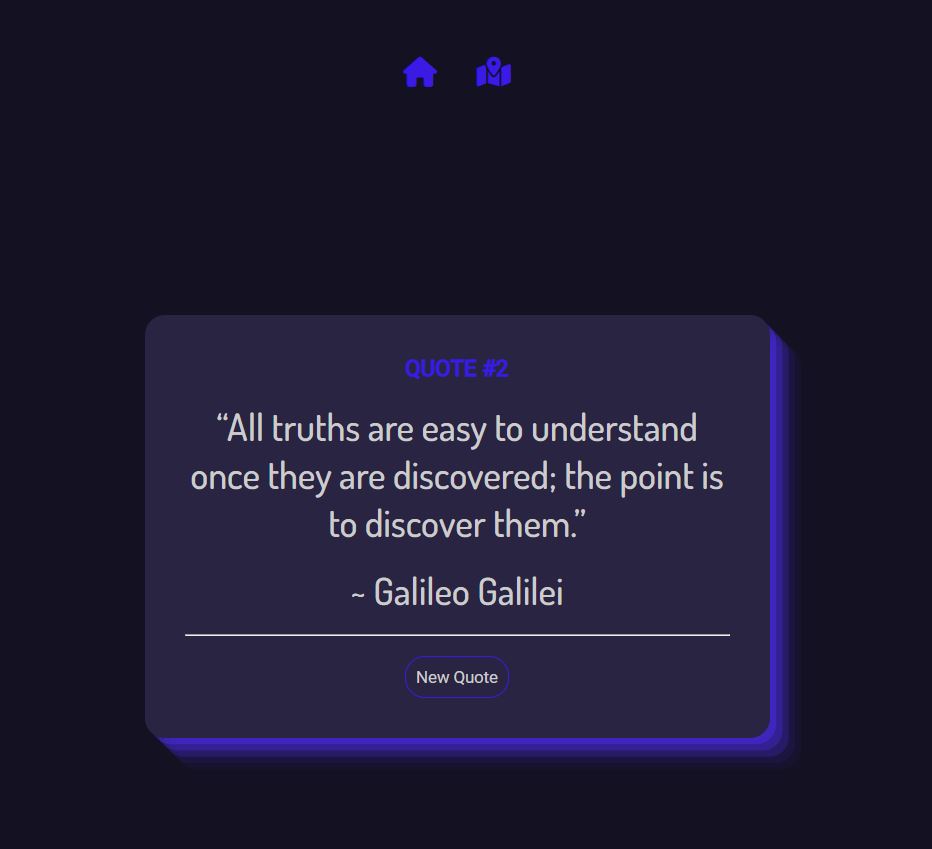 QUOTE #2
“All truths are easy to understand
once they are discovered; the point is
to discover them.”
~ Galileo Galilei
New Quote